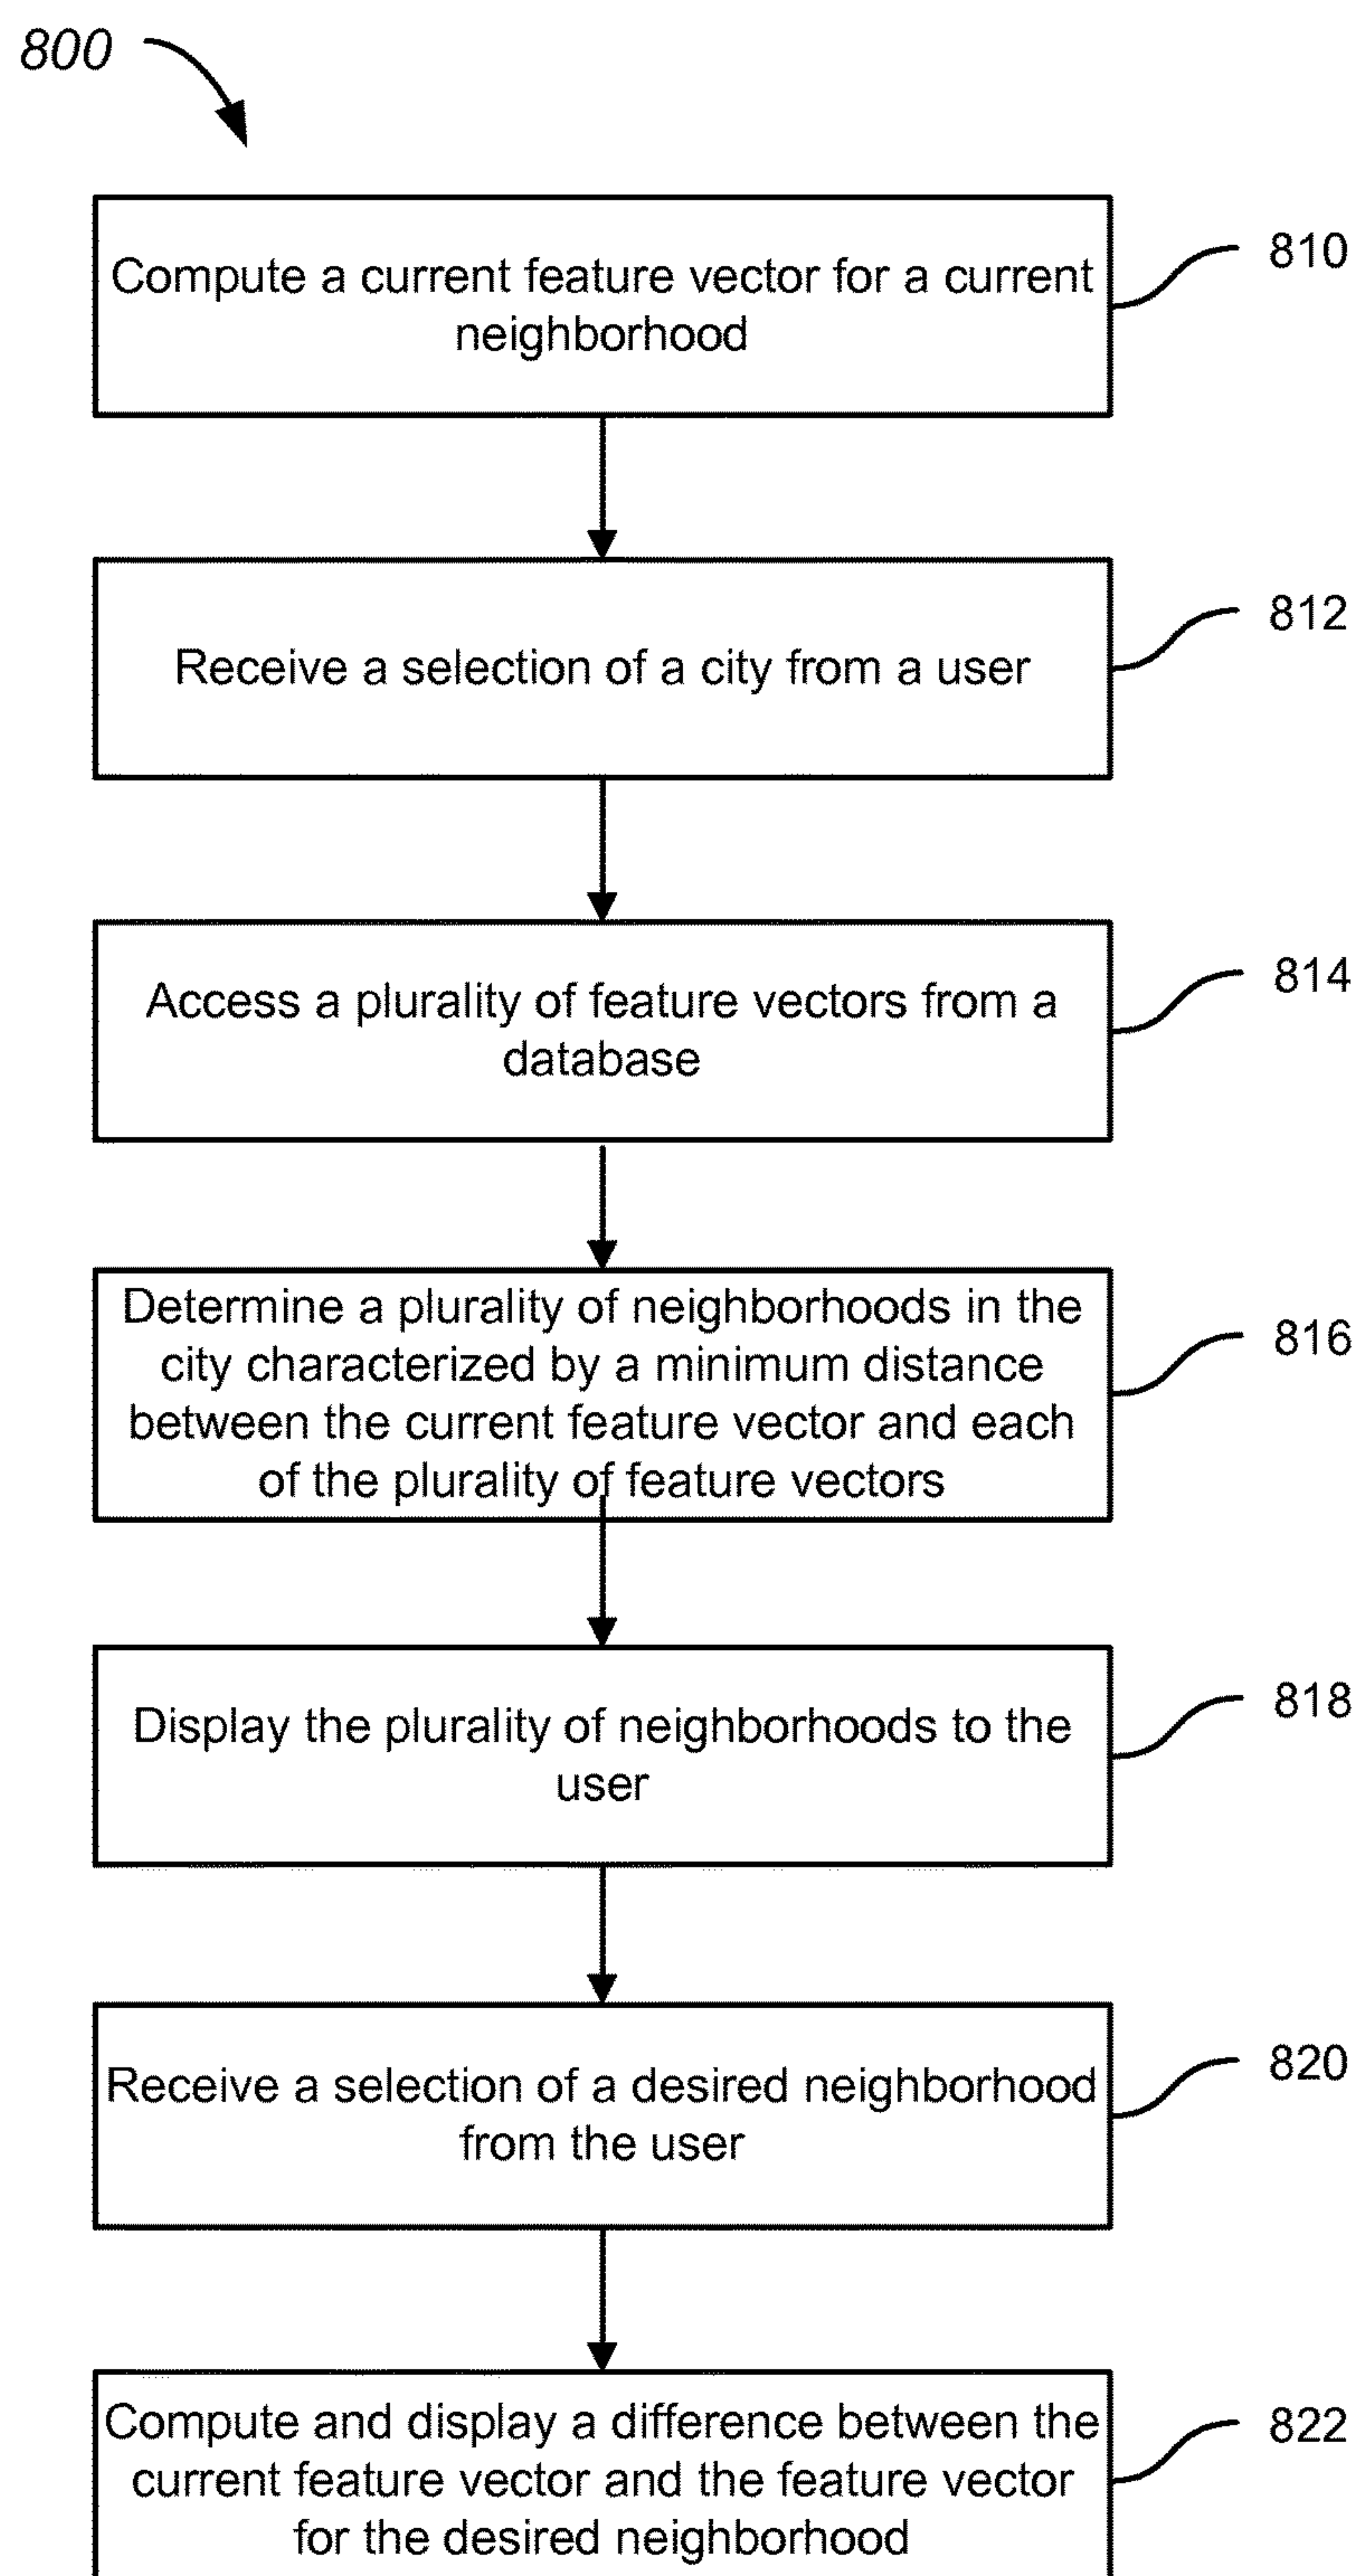 800
Compute a current feature vector for a current
neighborhood
810
Receive a selection of a city from a user
812
Access a plurality of feature vectors from a
database
814
Determine a plurality of neighborhoods in the
city characterized by a minimum distance
between the current feature vector and each
of the plurality of feature vectors
816
Display the plurality of neighborhoods to the
user
818
Receive a selection of a desired neighborhood
from the user
820
Compute and display a difference between the
current feature vector and the feature vector
for the desired neighborhood
822